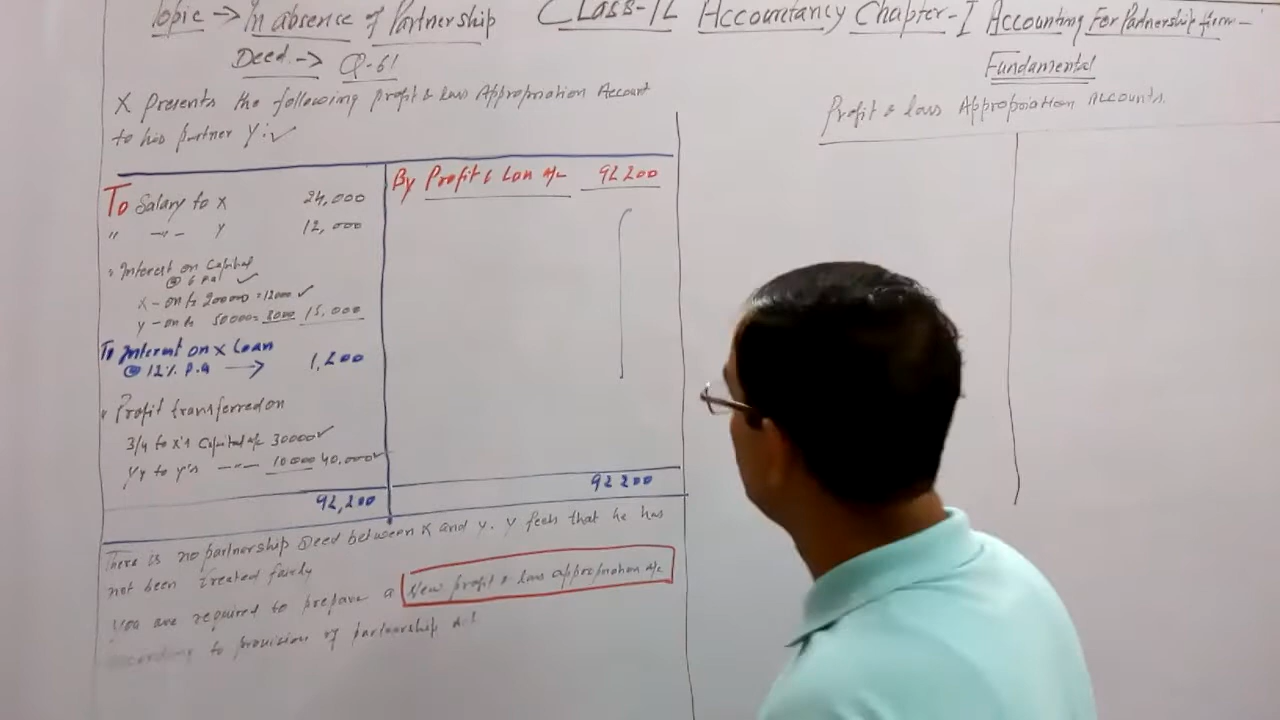 Topic → In absence of Partnership
Deed → Q-61
Class-12 Accountancy Chapter-1 Accounting For Partnership firm-
Fundamental
X Presents the following profit & loss Appropriation Account
to his partner Y:
To Salary to X 24,000
" —"— Y 12,000
" Interest on Capital
@ 6 P.a
X - on ₹ 200000 = 12000
Y - on ₹ 50000 = 3000 15,000
To Interest on X Loan
@ 12% P.a → 1,200
" Profit transferred on
3/4 to X's Capital a/c 30000
1/4 to Y's —"— 10000 40,000
92,200
By Profit & Loss a/c 92200
92200
There is no partnership Deed between X and Y. Y feels that he has
not been treated fairly
You are required to prepare a New profit & loss appropriation a/c
according to provision of partnership
Profit & loss Appropriation Accounts